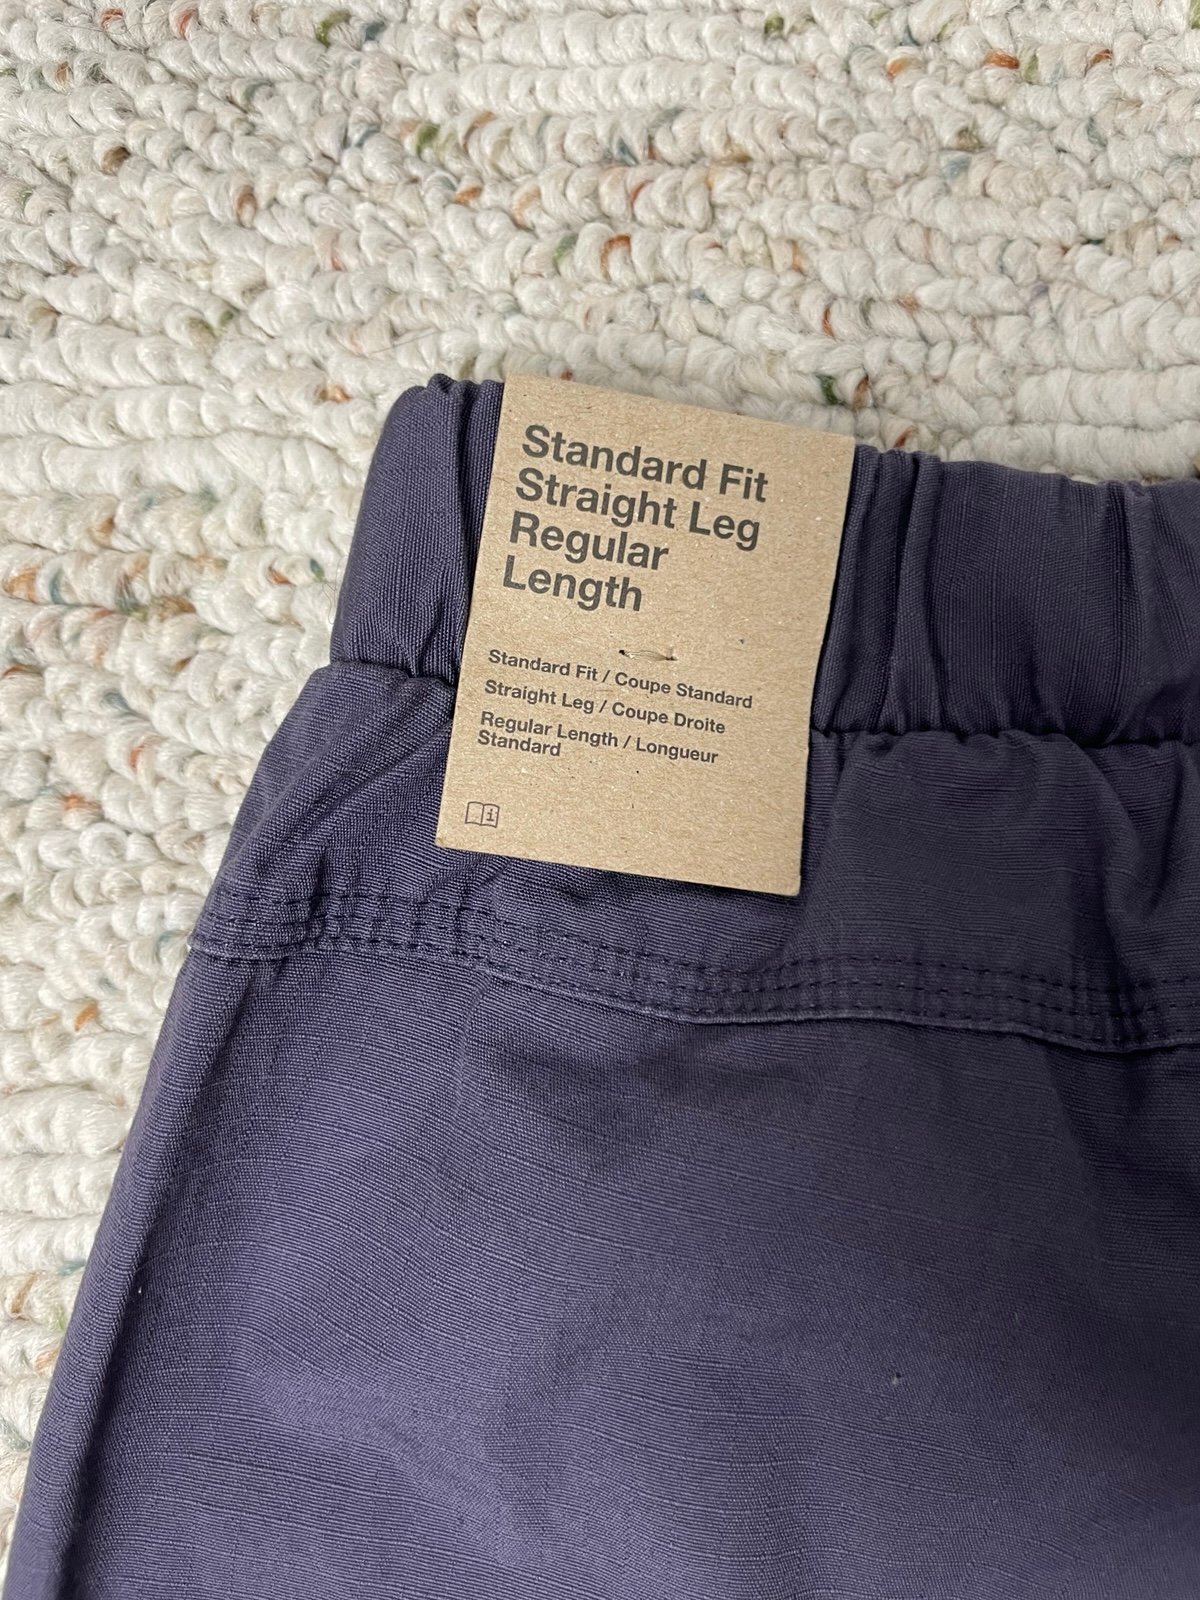 Standard Fit
Straight Leg
Regular
Length
Standard Fit / Coupe Standard
Straight Leg / Coupe Droite
Regular Length / Longueur
Standard
i